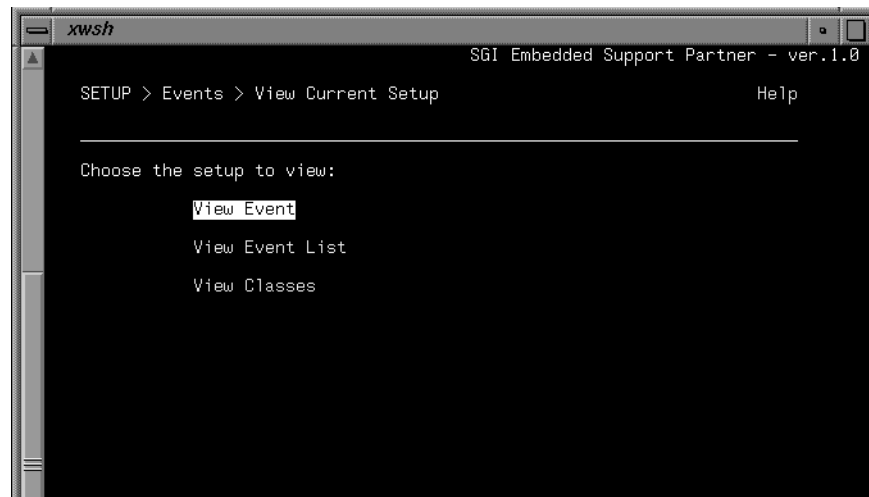 xwsh
SGI Embedded Support Partner - ver.1.0
SETUP > Events > View Current Setup Help
Choose the setup to view:
View Event
View Event List
View Classes